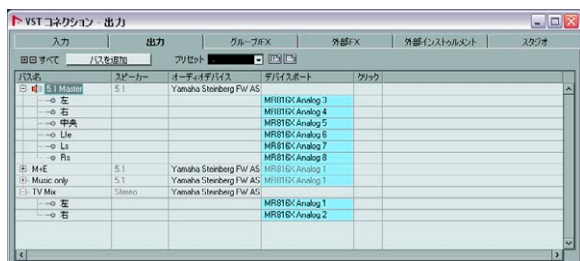 VST コネクション - 出力
入力 出力 グループ/FX 外部FX 外部インストゥルメント スタジオ
すべて バスを追加 プリセット -
バス名 スピーカー オーディオデバイス デバイスポート クリック
5.1 Master 5.1 Yamaha Steinberg FW AS
左 MR816X Analog 3
右 MR816X Analog 4
中央 MR816X Analog 5
Lfe MR816X Analog 6
Ls MR816X Analog 7
Rs MR816X Analog 8
M+E 5.1 Yamaha Steinberg FW AS MR816X Analog 1
Music only 5.1 Yamaha Steinberg FW AS MR816X Analog 1
TV Mix Stereo Yamaha Steinberg FW AS
左 MR816X Analog 1
右 MR816X Analog 2